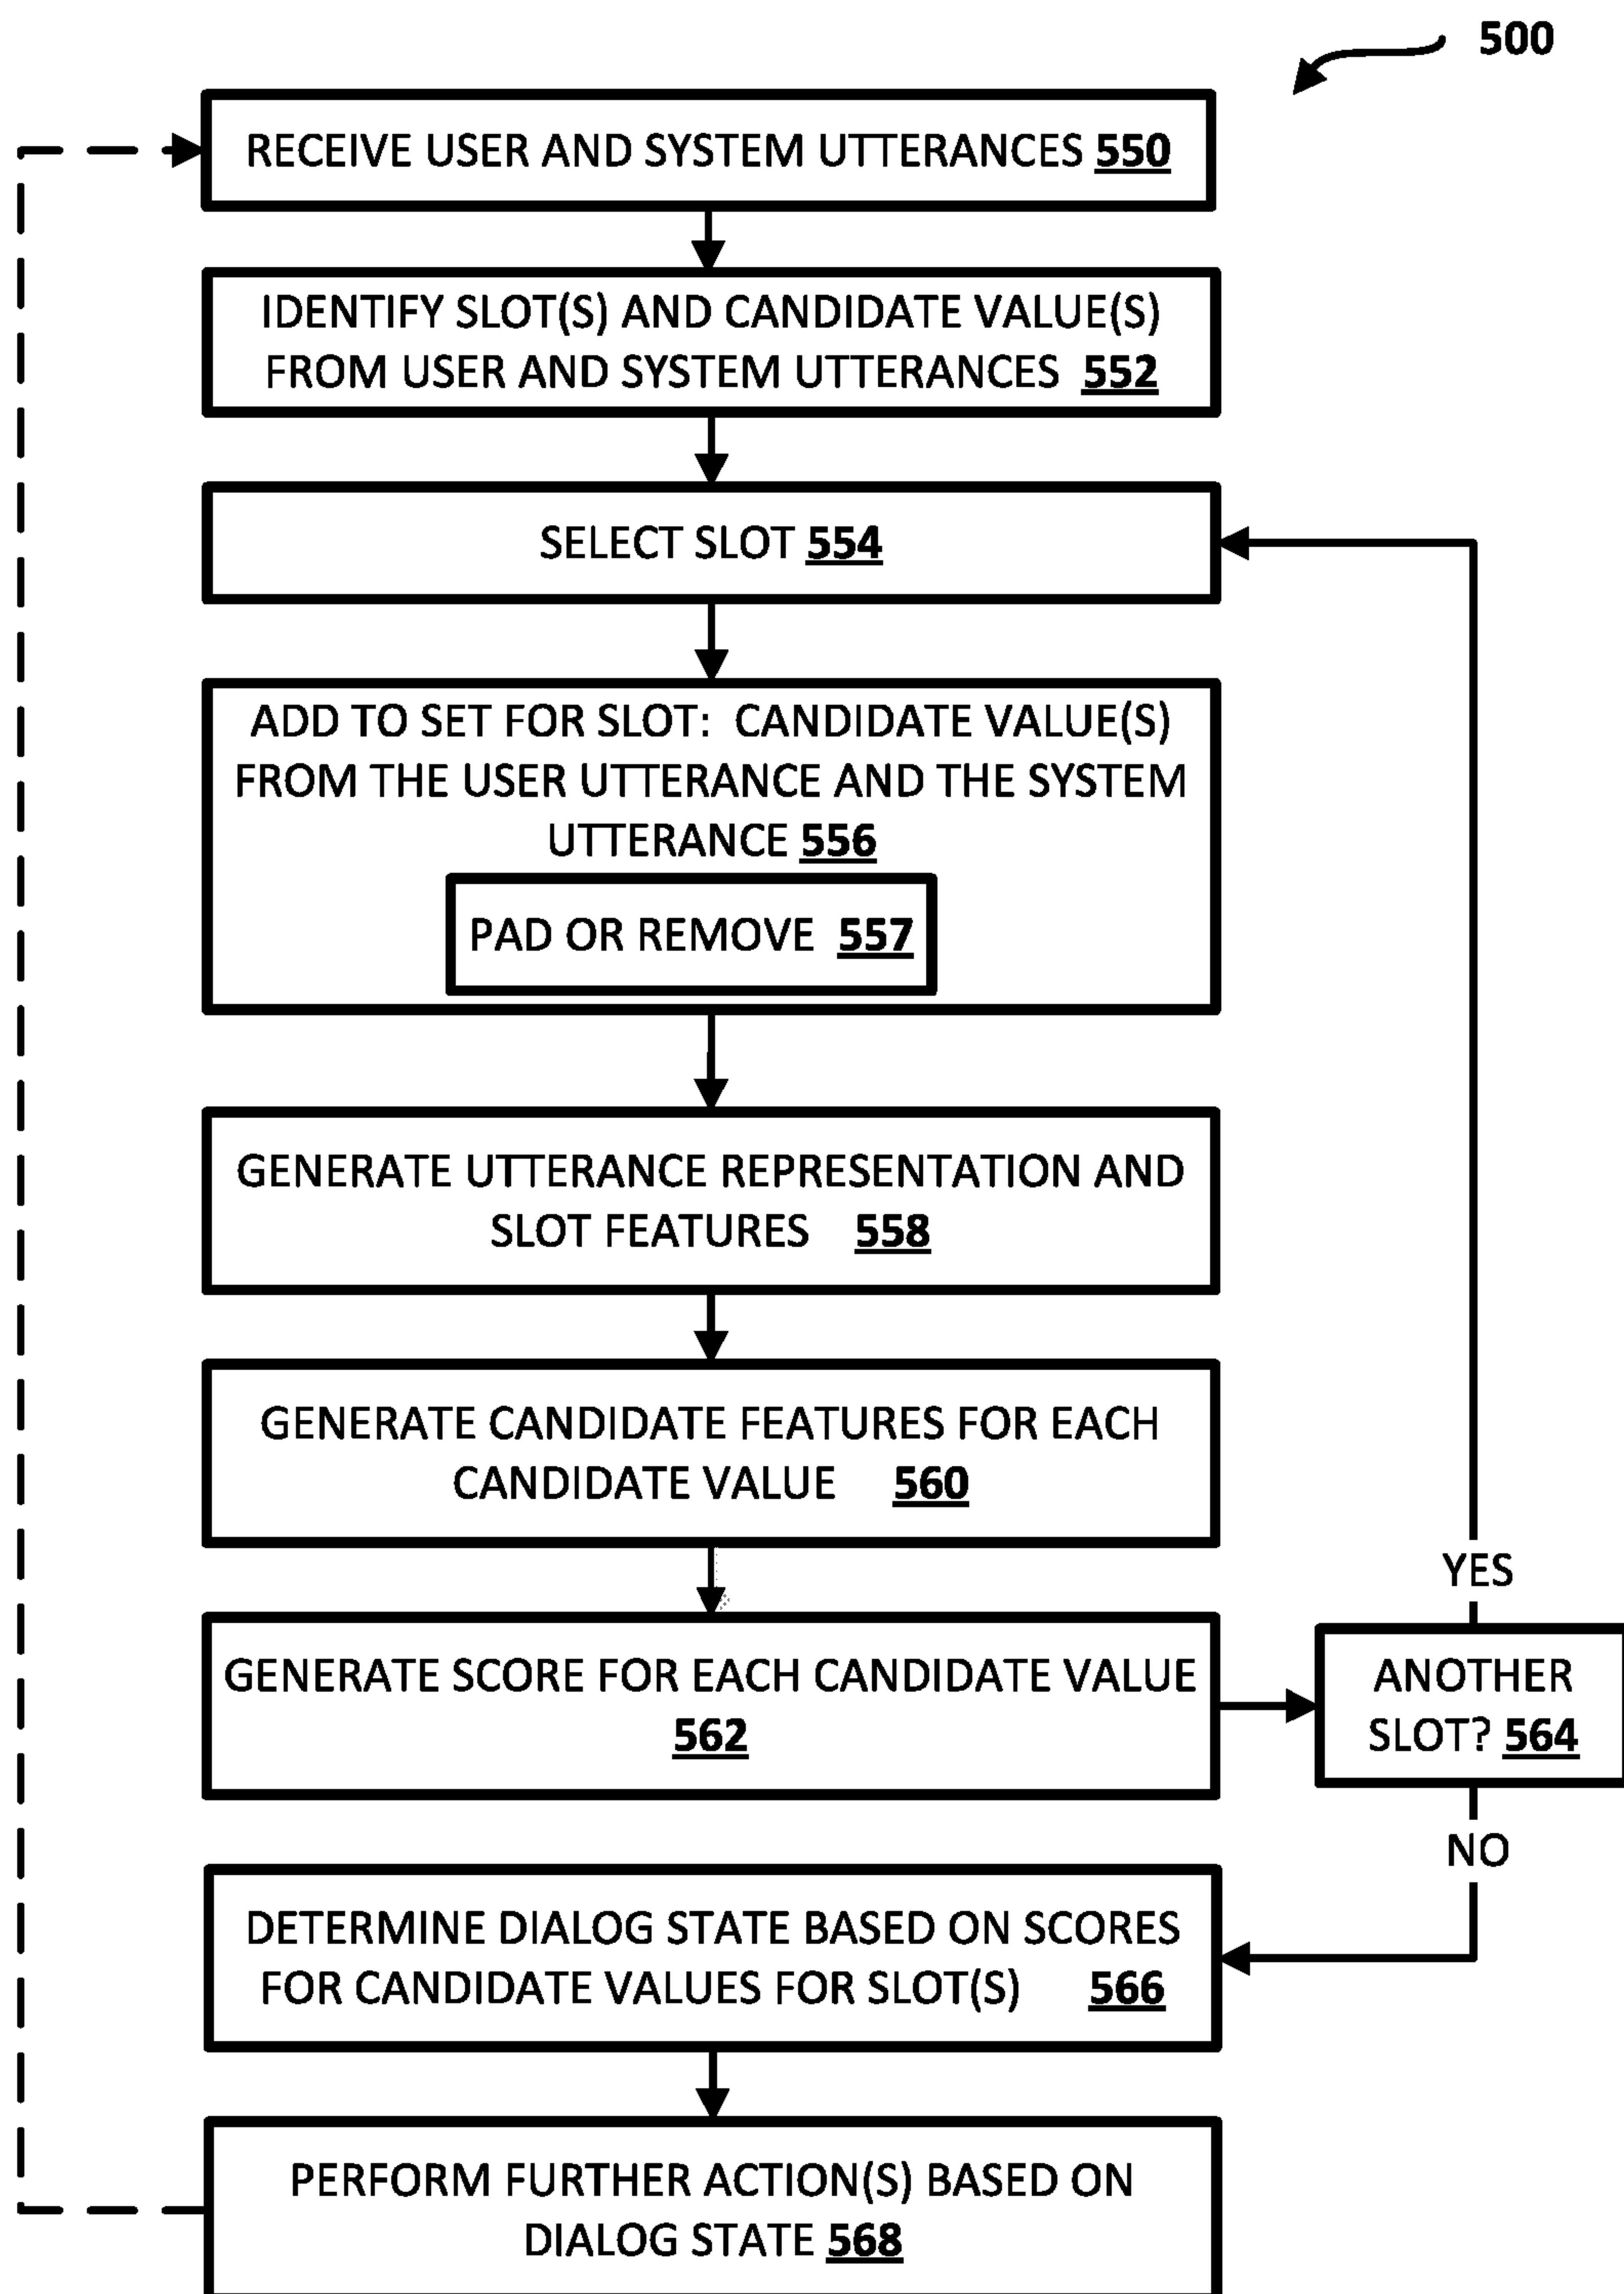 500
RECEIVE USER AND SYSTEM UTTERANCES 550
IDENTIFY SLOT(S) AND CANDIDATE VALUE(S)
FROM USER AND SYSTEM UTTERANCES 552
SELECT SLOT 554
ADD TO SET FOR SLOT: CANDIDATE VALUE(S)
FROM THE USER UTTERANCE AND THE SYSTEM
UTTERANCE 556
PAD OR REMOVE 557
GENERATE UTTERANCE REPRESENTATION AND
SLOT FEATURES 558
GENERATE CANDIDATE FEATURES FOR EACH
CANDIDATE VALUE 560
GENERATE SCORE FOR EACH CANDIDATE VALUE
562
YES
ANOTHER
SLOT? 564
NO
DETERMINE DIALOG STATE BASED ON SCORES
FOR CANDIDATE VALUES FOR SLOT(S) 566
PERFORM FURTHER ACTION(S) BASED ON
DIALOG STATE 568